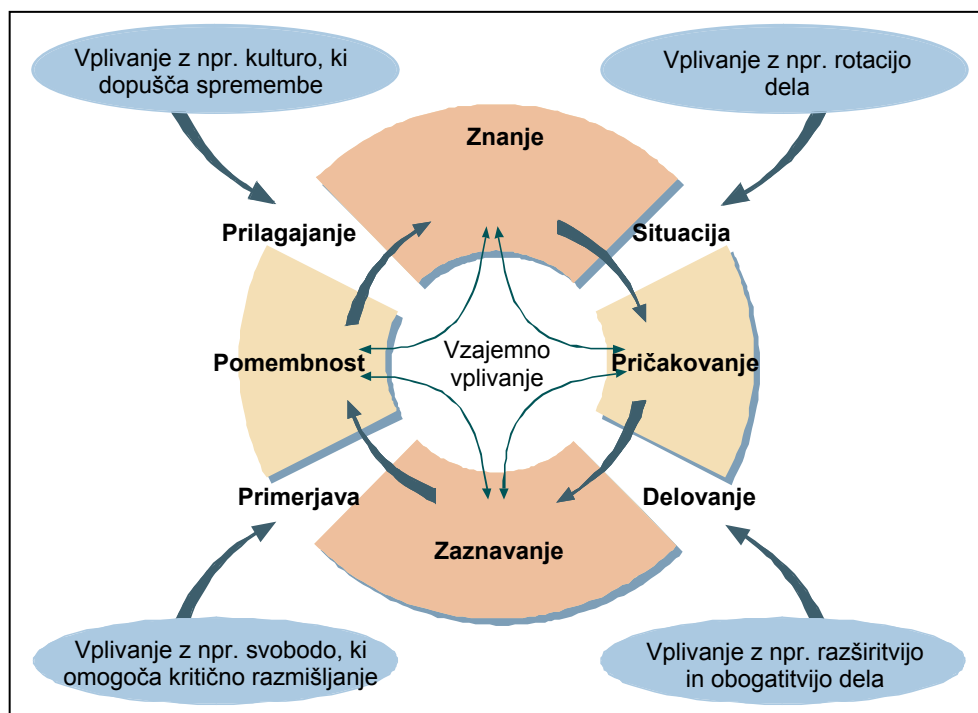 Vplivanje z npr. kulturo, ki
dopušča spremembe
Vplivanje z npr. rotacijo
dela
Znanje
Prilagajanje
Situacija
Pomembnost
Vzajemno
vplivanje
Pričakovanje
Primerjava
Delovanje
Zaznavanje
Vplivanje z npr. svobodo, ki
omogoča kritično razmišljanje
Vplivanje z npr. razširitvijo
in obogatitvijo dela